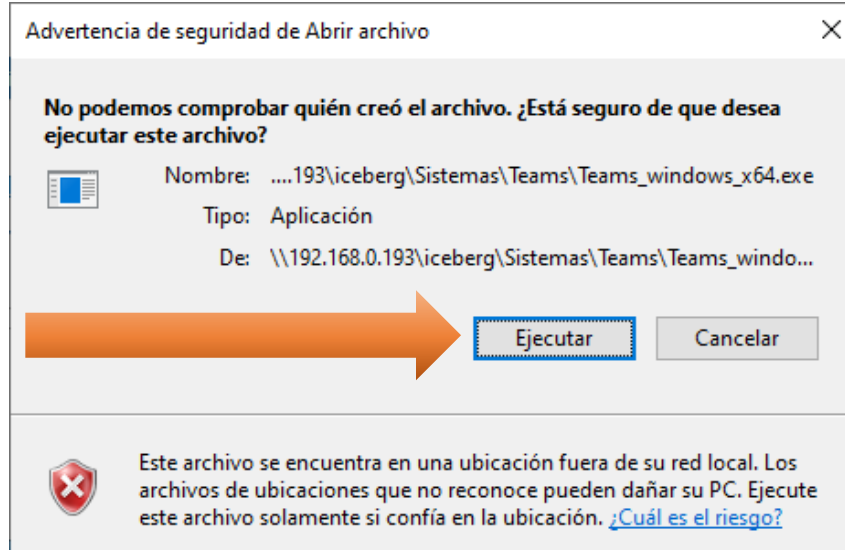 Advertencia de seguridad de Abrir archivo
No podemos comprobar quién creó el archivo. ¿Está seguro de que desea
ejecutar este archivo?
Nombre: ....193\iceberg\Sistemas\Teams\Teams_windows_x64.exe
Tipo: Aplicación
De: \\192.168.0.193\iceberg\Sistemas\Teams\Teams_windo...
Ejecutar Cancelar
Este archivo se encuentra en una ubicación fuera de su red local. Los
archivos de ubicaciones que no reconoce pueden dañar su PC. Ejecute
este archivo solamente si confía en la ubicación. ¿Cuál es el riesgo?